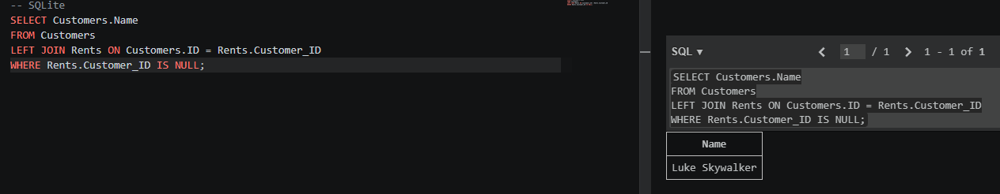 -- SQLite
SELECT Customers.Name
FROM Customers
LEFT JOIN Rents ON Customers.ID = Rents.Customer_ID
WHERE Rents.Customer_ID IS NULL;
SQL ▾ < 1 / 1 > 1 - 1 of 1
SELECT Customers.Name
FROM Customers
LEFT JOIN Rents ON Customers.ID = Rents.Customer_ID
WHERE Rents.Customer_ID IS NULL;
Name
Luke Skywalker